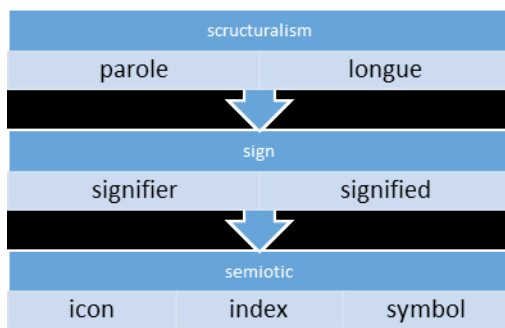 scructuralism
parole longue
sign
signifier signified
semiotic
icon index symbol